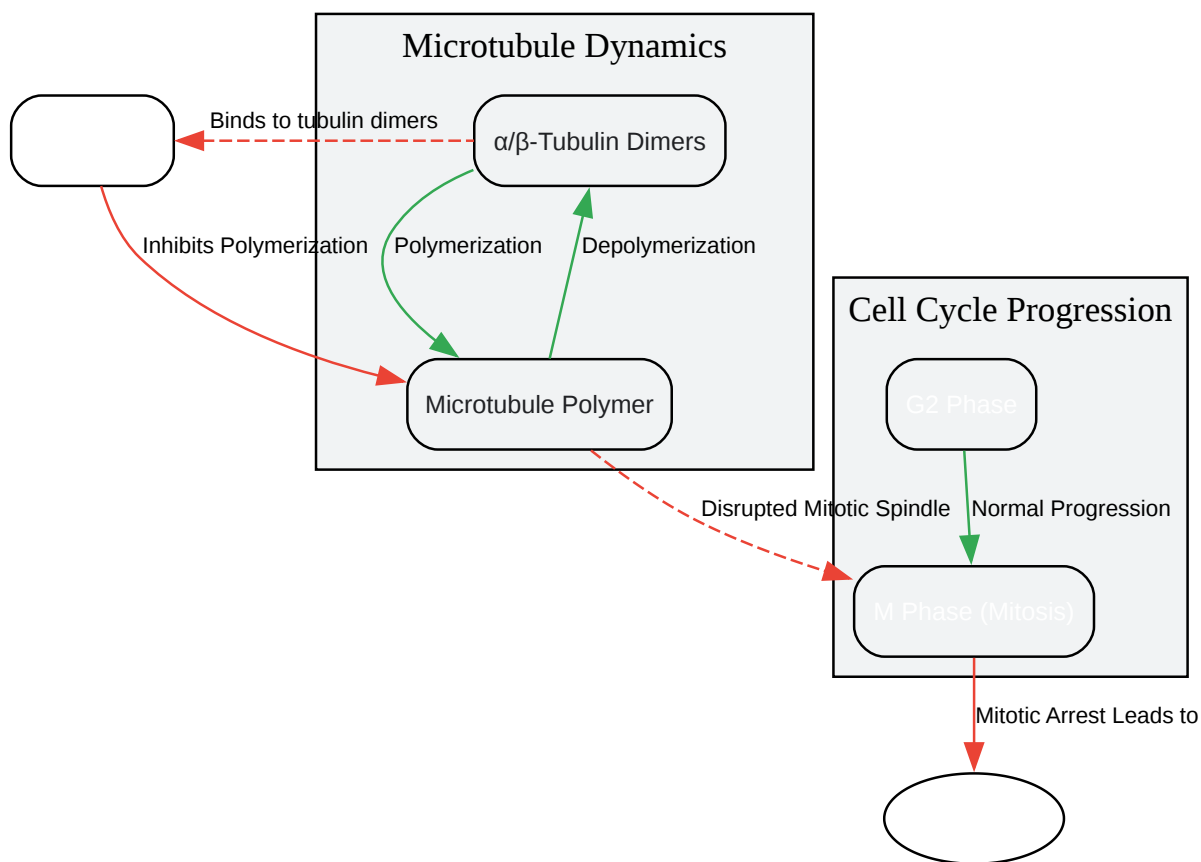 Microtubule Dynamics
Binds to tubulin dimers
α/β-Tubulin Dimers
Inhibits Polymerization
Polymerization
Depolymerization
Cell Cycle Progression
Microtubule Polymer
G2 Phase
Disrupted Mitotic Spindle
Normal Progression
M Phase (Mitosis)
Mitotic Arrest Leads to